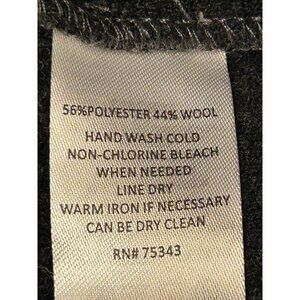 56%POLYESTER 44% WOOL
HAND WASH COLD
NON-CHLORINE BLEACH
WHEN NEEDED
LINE DRY
WARM IRON IF NECESSARY
CAN BE DRY CLEAN
RN# 75343